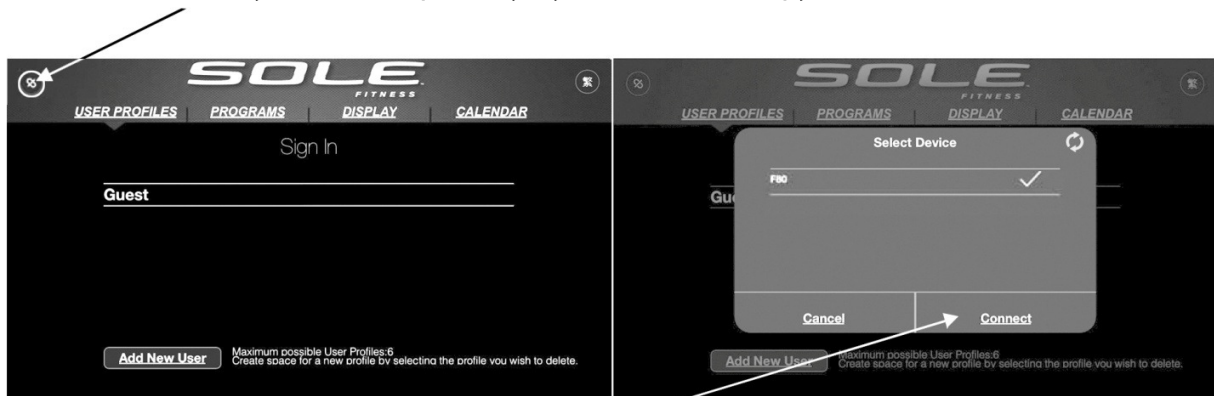 SOLE
FITNESS
USER PROFILES PROGRAMS DISPLAY CALENDAR
Sign In
Guest
Add New User
Maximum possible User Profiles:6
Create space for a new profile by selecting the profile you wish to delete.
SOLE
FITNESS
USER PROFILES PROGRAMS DISPLAY CALENDAR
Select Device
F80
Gu
Cancel Connect
Add New User
Maximum possible User Profiles:6
Create space for a new profile by selecting the profile you wish to delete.